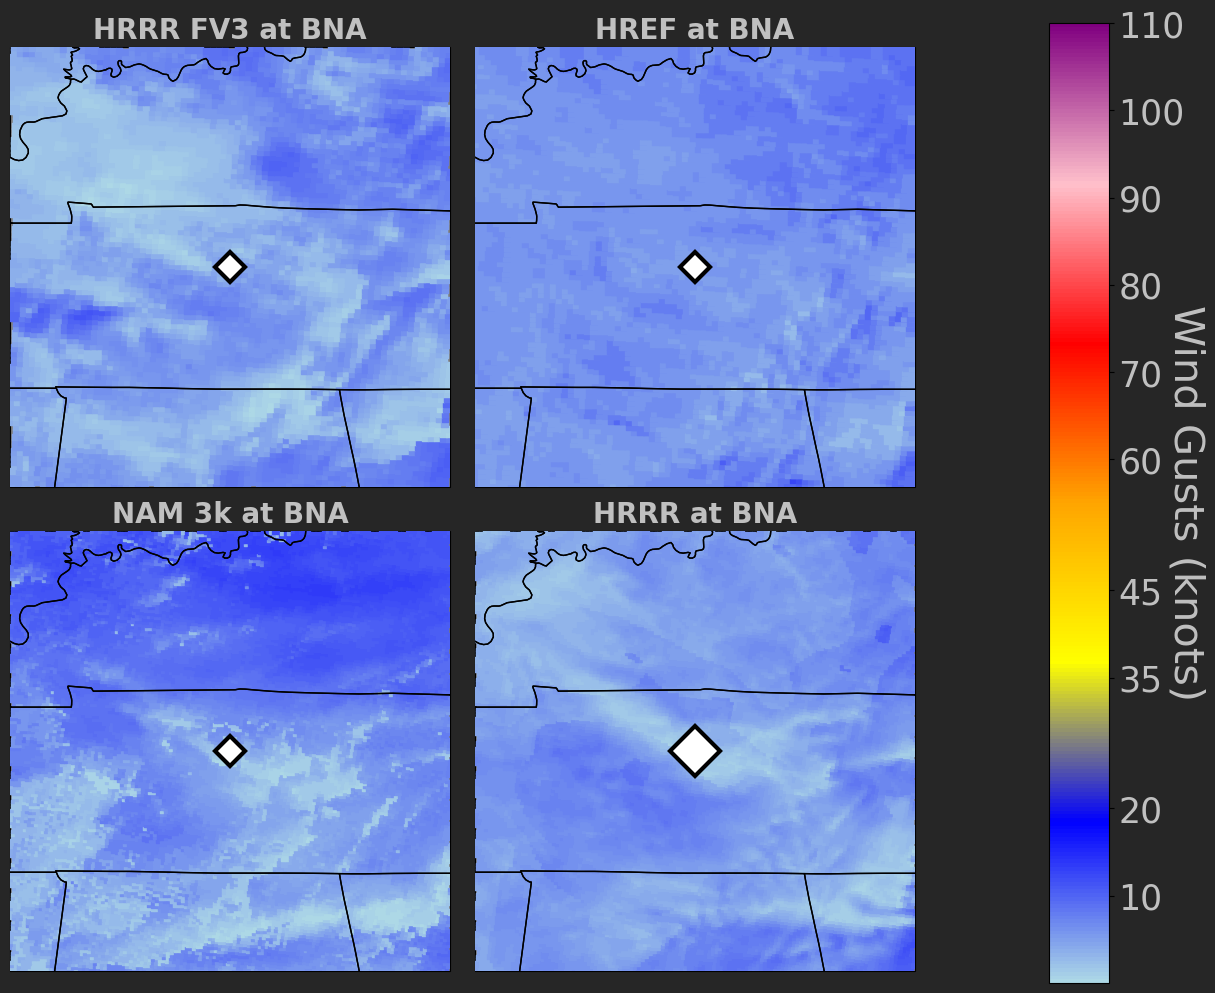 HRRR FV3 at BNA
HREF at BNA
NAM 3k at BNA
HRRR at BNA
110
100
90
80
70
60
45
35
20
10
Wind Gusts (knots)